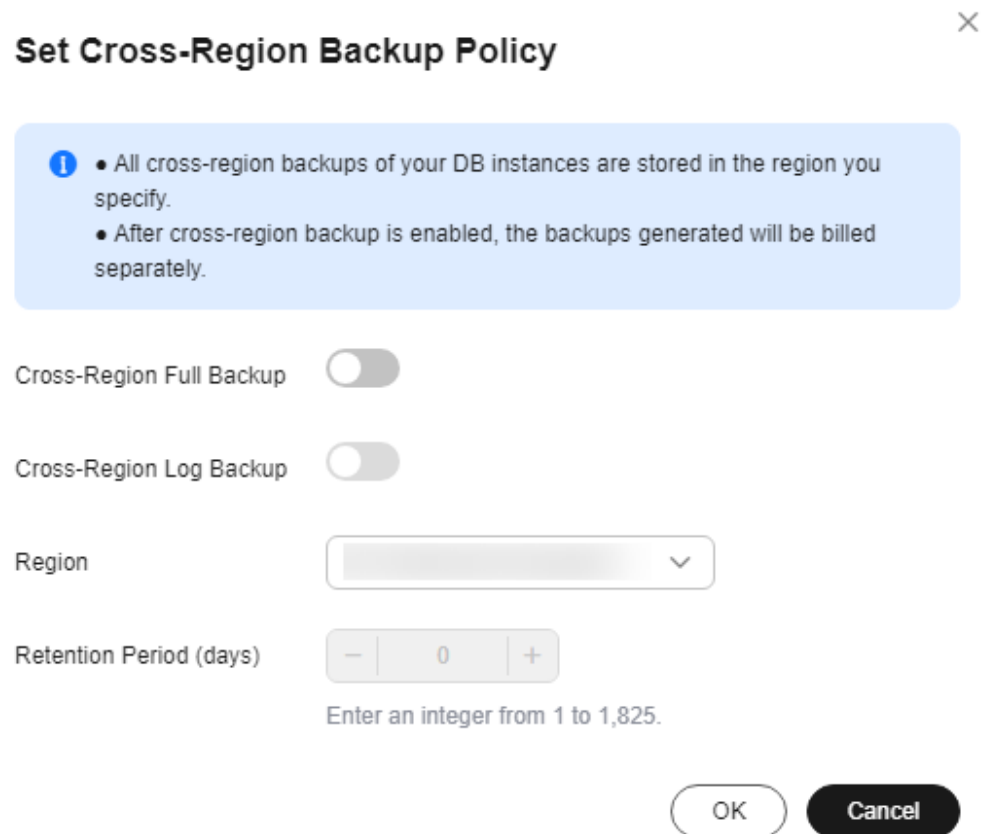 Set Cross-Region Backup Policy
● All cross-region backups of your DB instances are stored in the region you
specify.
● After cross-region backup is enabled, the backups generated will be billed
separately.
Cross-Region Full Backup
Cross-Region Log Backup
Region
Retention Period (days)
− 0 +
Enter an integer from 1 to 1,825.
OK Cancel